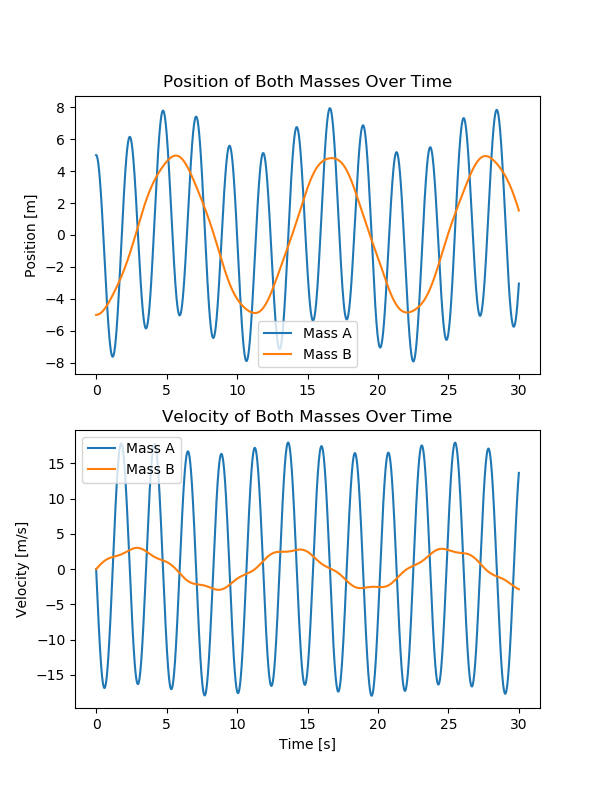 Position of Both Masses Over Time
Position [m]
8
6
4
2
0
−2
−4
−6
−8
Mass A
Mass B
0 5 10 15 20 25 30
Velocity of Both Masses Over Time
Velocity [m/s]
Mass A
Mass B
15
10
5
0
−5
−10
−15
0 5 10 15 20 25 30
Time [s]